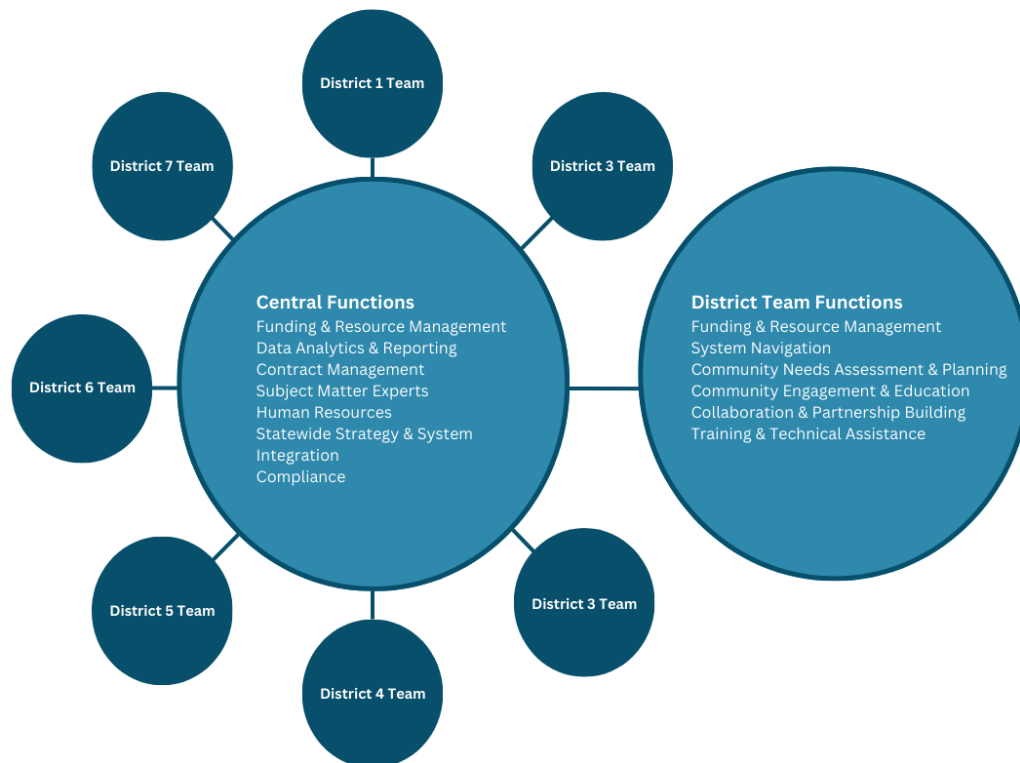 District 1 Team
District 7 Team
District 3 Team
Central Functions
Funding & Resource Management
Data Analytics & Reporting
Contract Management
Subject Matter Experts
Human Resources
Statewide Strategy & System
Integration
Compliance
District Team Functions
Funding & Resource Management
System Navigation
Community Needs Assessment & Planning
Community Engagement & Education
Collaboration & Partnership Building
Training & Technical Assistance
District 6 Team
District 5 Team
District 3 Team
District 4 Team